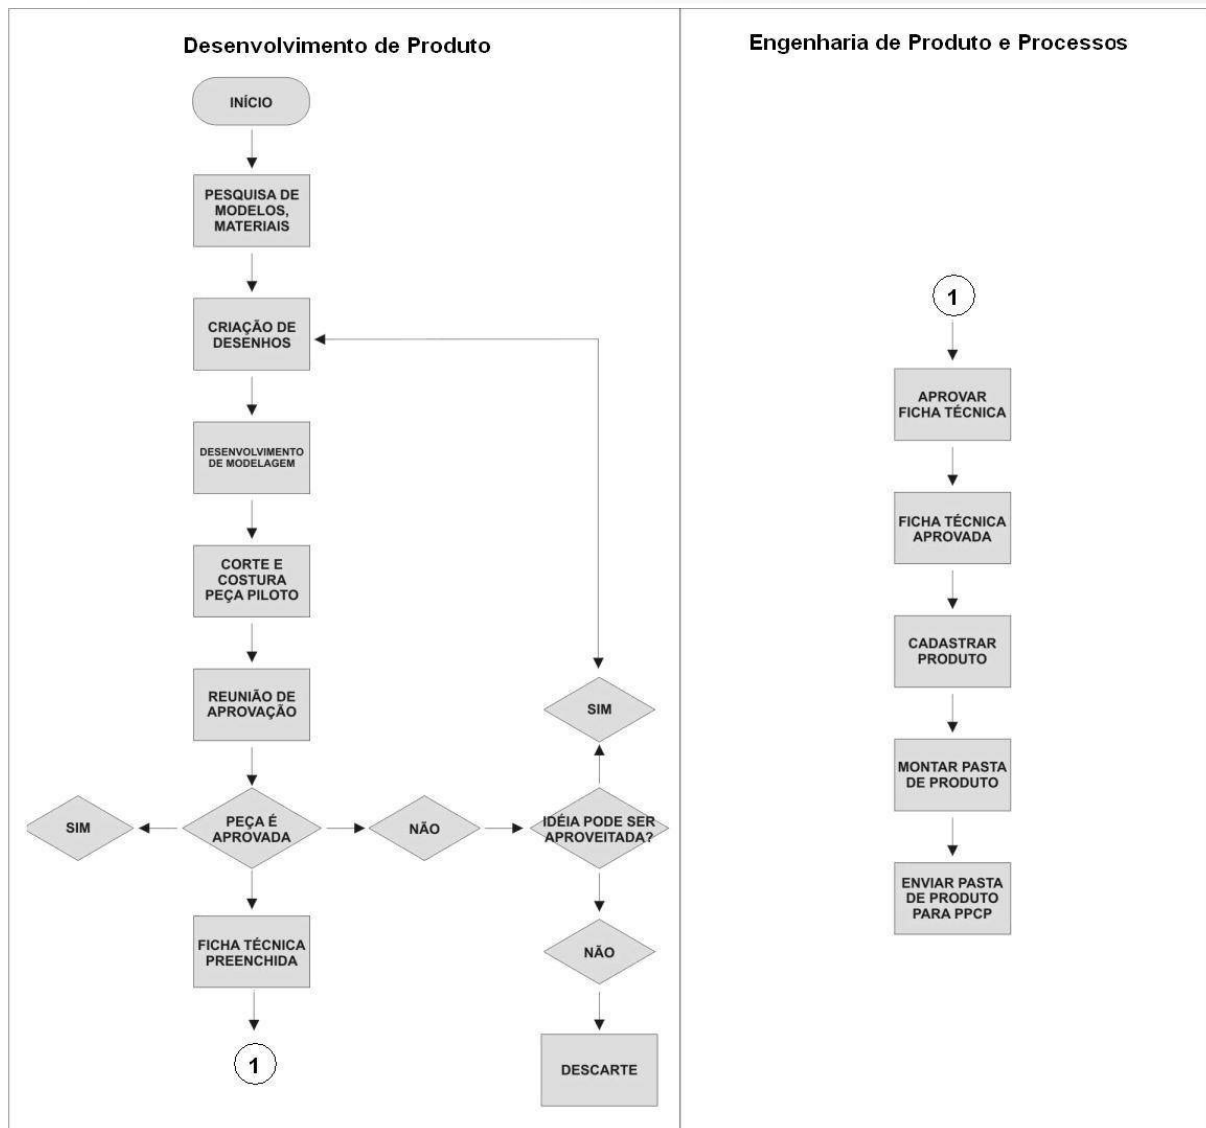 Desenvolvimento de Produto
INÍCIO
PESQUISA DE
MODELOS,
MATERIAIS
CRIAÇÃO DE
DESENHOS
DESENVOLVIMENTO
DE MODELAGEM
CORTE E
COSTURA
PEÇA PILOTO
REUNIÃO DE
APROVAÇÃO
SIM
SIM
PEÇA É
APROVADA
NÃO
IDÉIA PODE SER
APROVEITADA?
FICHA TÉCNICA
PREENCHIDA
NÃO
1
DESCARTE
Engenharia de Produto e Processos
1
APROVAR
FICHA TÉCNICA
FICHA TÉCNICA
APROVADA
CADASTRAR
PRODUTO
MONTAR PASTA
DE PRODUTO
ENVIAR PASTA
DE PRODUTO
PARA PPCP